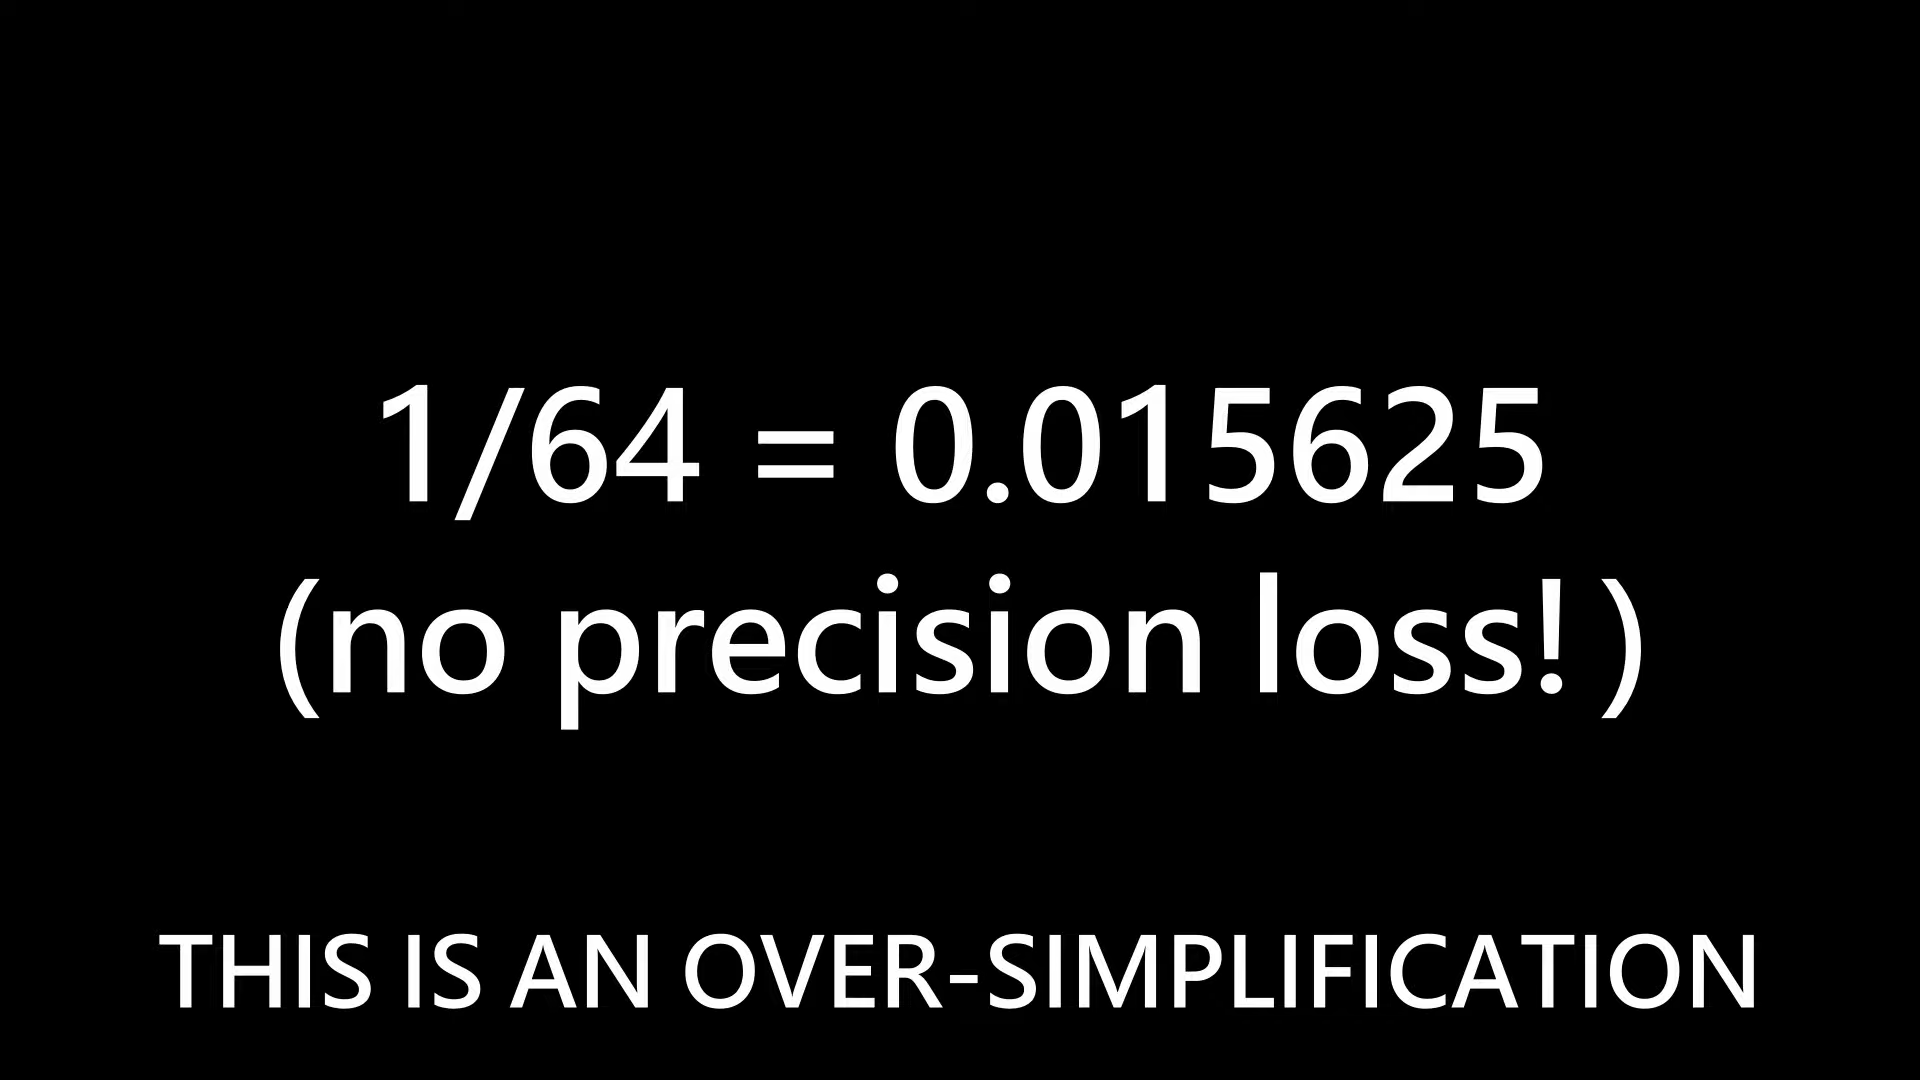 1/64 = 0.015625
(no precision loss!)
THIS IS AN OVER-SIMPLIFICATION